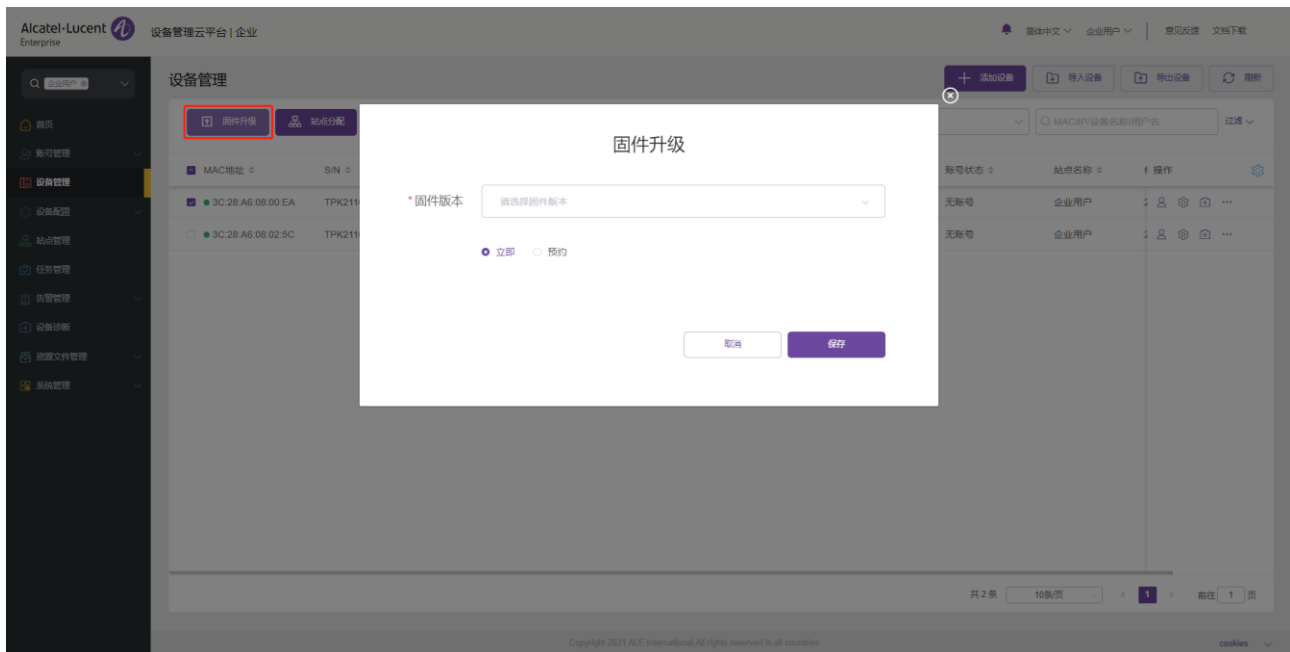 Alcatel·Lucent
Enterprise
设备管理云平台 | 企业
简体中文 企业用户 意见反馈 文档下载
企业用户
设备管理
添加设备 导入设备 导出设备 刷新
首页
账号管理
设备管理
设备配置
站点管理
任务管理
告警管理
设备诊断
资源文件管理
系统管理
固件升级 站点分配
MAC/IP/设备名称/用户名 过滤
MAC地址 S/N 账号状态 站点名称 操作
3C:28:A6:08:00:EA TPK211 无账号 企业用户
3C:28:A6:08:02:5C TPK211 无账号 企业用户
固件升级
*固件版本 请选择固件版本
立即 预约
取消 保存
共 2 条 10条/页 1 前往 1 页
Copyright 2021 ALE International.All rights reserved in all countries
cookies